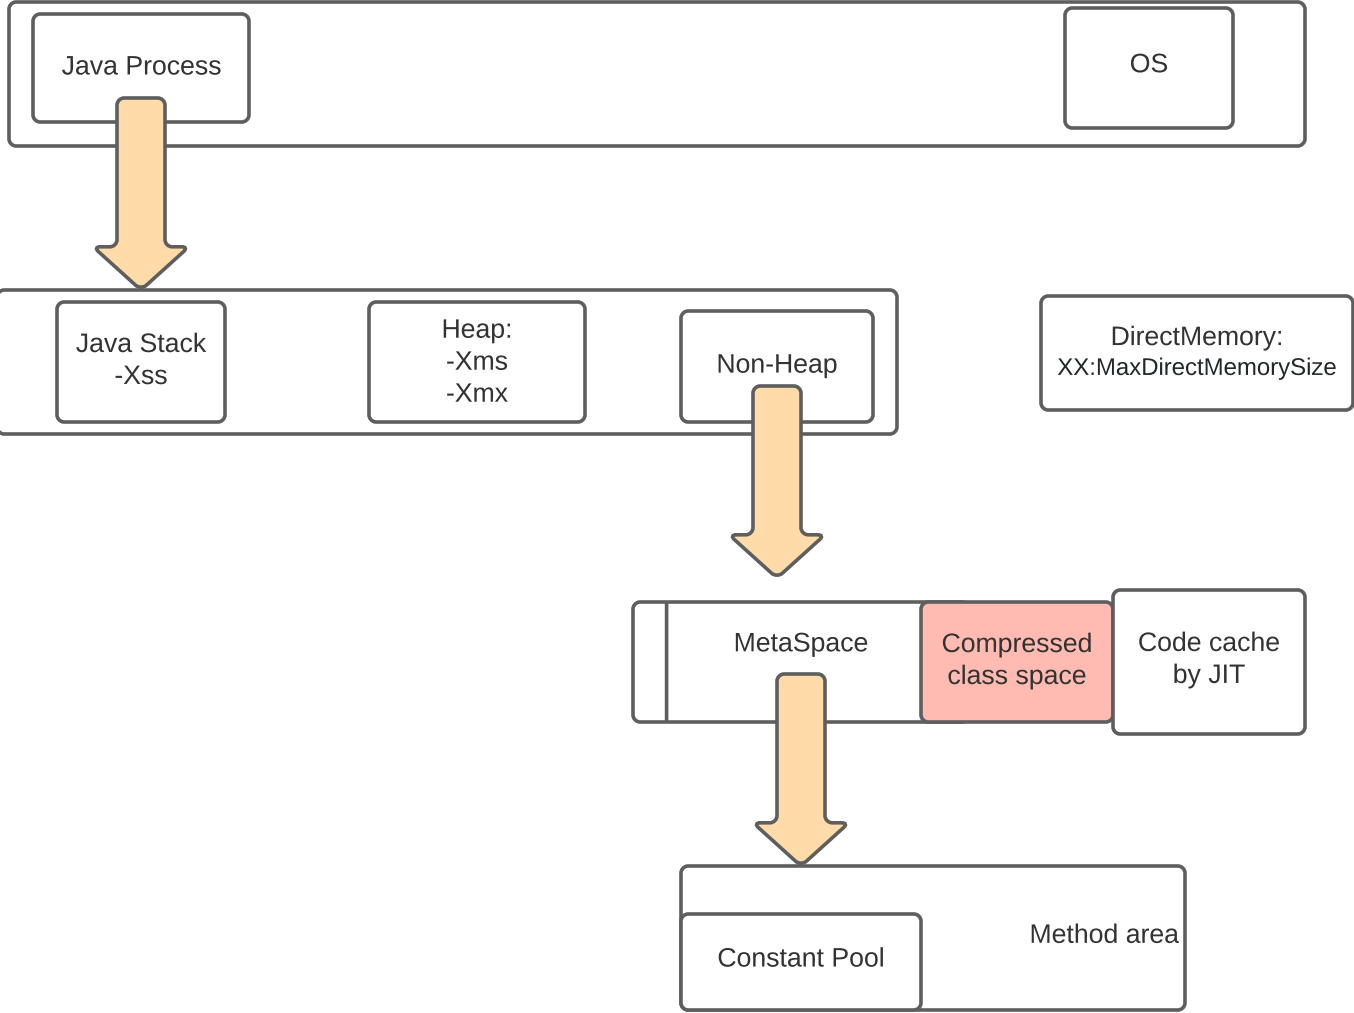 Java Process
OS
Java Stack
-Xss
Heap:
-Xms
-Xmx
Non-Heap
DirectMemory:
XX:MaxDirectMemorySize
MetaSpace
Compressed
class space
Code cache
by JIT
Method area
Constant Pool